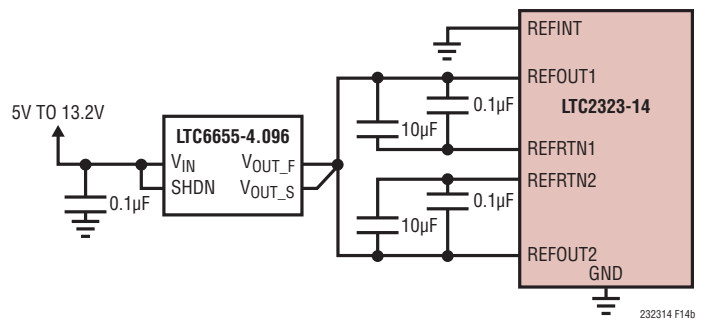 REFINT
REFOUT1
LTC2323-14
0.1µF
10µF
REFRTN1
REFRTN2
0.1µF
10µF
REFOUT2
GND
5V TO 13.2V
LTC6655-4.096
VIN
VOUT_F
SHDN
VOUT_S
0.1µF
232314 F14b